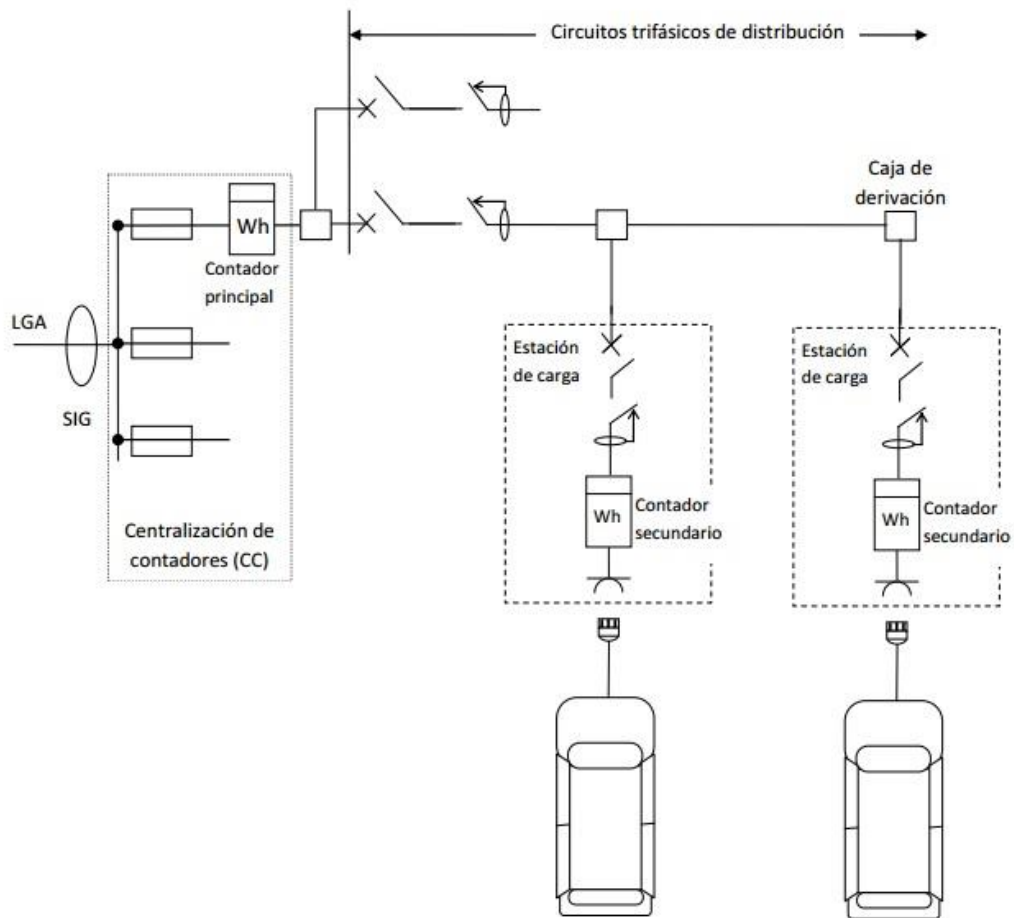 Circuitos trifásicos de distribución
Caja de
derivación
Wh
Contador
principal
LGA
SIG
Estación
de carga
Estación
de carga
Wh
Contador
secundario
Wh
Contador
secundario
Centralización de
contadores (CC)